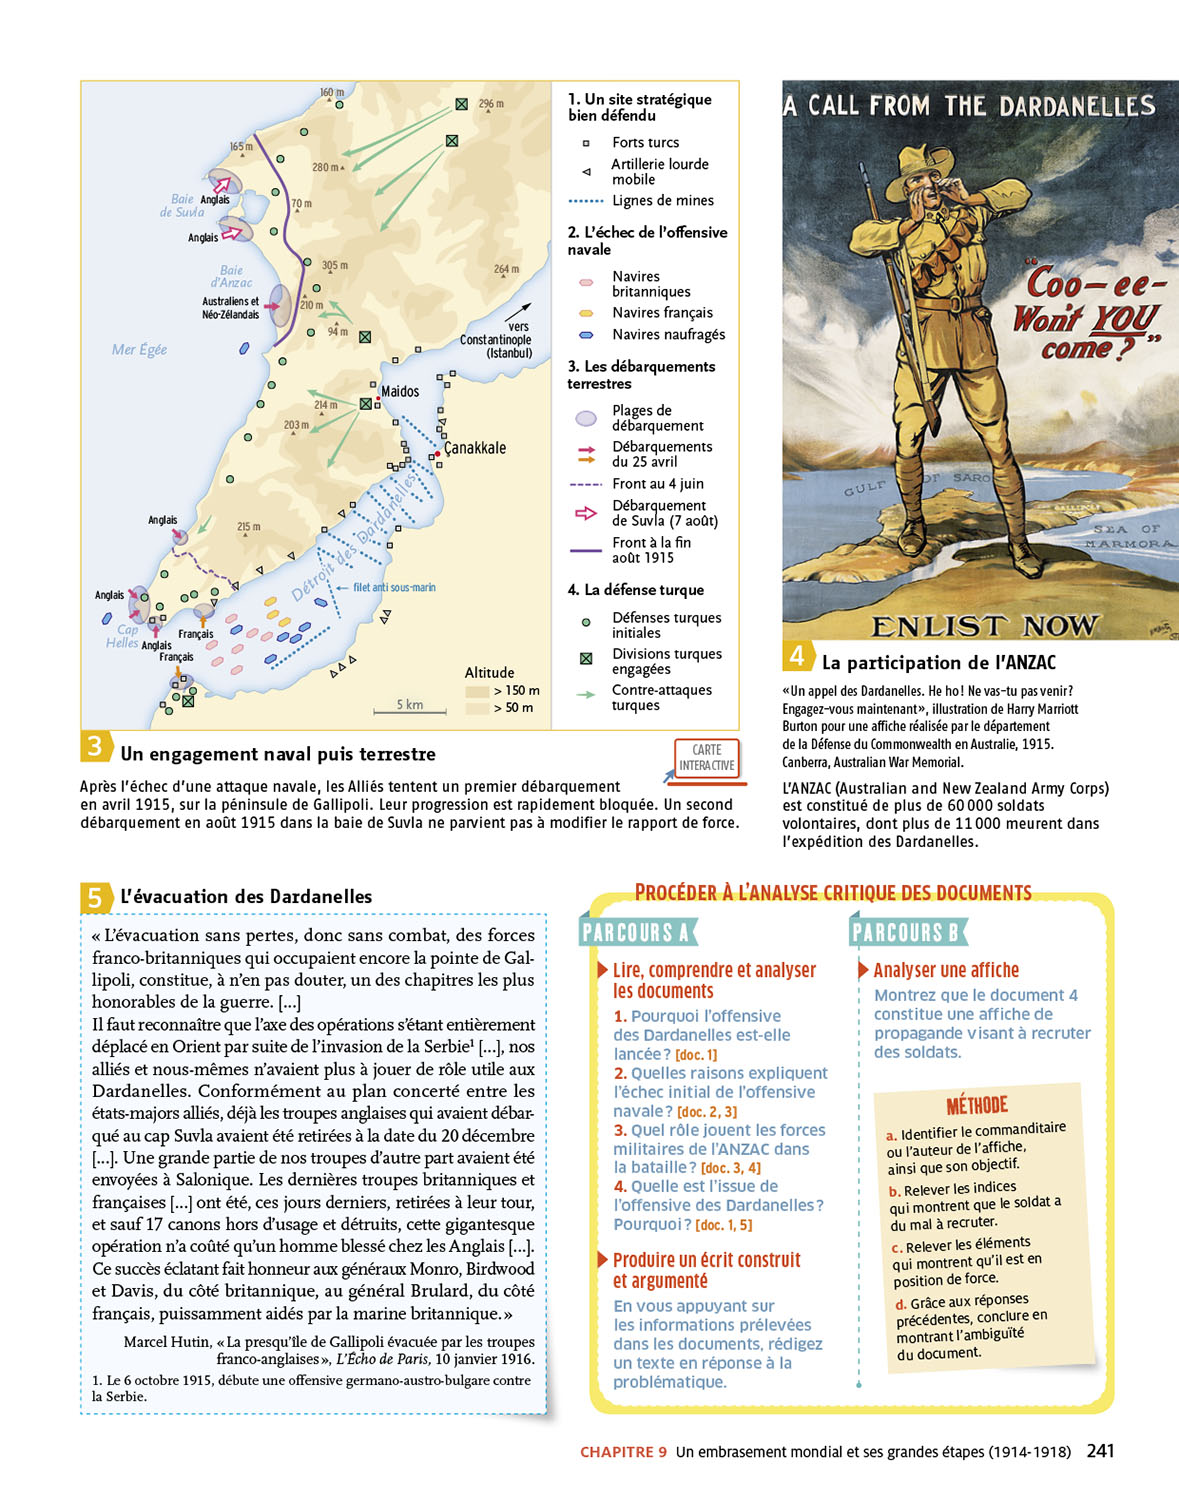 160 m
296 m
165 m
280 m
Baie
de Suvla
Anglais
70 m
Anglais
Baie
d'Anzac
305 m
264 m
Australiens et
Néo-Zélandais
210 m
94 m
vers
Constantinople
(Istanbul)
Mer Égée
Maidos
214 m
203 m
Çanakkale
Anglais
215 m
Détroit des Dardanelles
filet anti sous-marin
Anglais
Cap
Helles
Anglais
Français
Français
Altitude
> 150 m
> 50 m
5 km
1. Un site stratégique
bien défendu
Forts turcs
Artillerie lourde
mobile
Lignes de mines
2. L'échec de l'offensive
navale
Navires
britanniques
Navires français
Navires naufragés
3. Les débarquements
terrestres
Plages de
débarquement
Débarquements
du 25 avril
Front au 4 juin
Débarquement
de Suvla (7 août)
Front à la fin
août 1915
4. La défense turque
Défenses turques
initiales
Divisions turques
engagées
Contre-attaques
turques
3 Un engagement naval puis terrestre
CARTE
INTERACTIVE
Après l'échec d'une attaque navale, les Alliés tentent un premier débarquement
en avril 1915, sur la péninsule de Gallipoli. Leur progression est rapidement bloquée. Un second
débarquement en août 1915 dans la baie de Suvla ne parvient pas à modifier le rapport de force.
A CALL FROM THE DARDANELLES
"Coo-ee-
Won't YOU
come?"
GULF OF SAROS
GALLIPOLI
SEA OF
MARMORA
ENLIST NOW
4 La participation de l'ANZAC
«Un appel des Dardanelles. He ho! Ne vas-tu pas venir?
Engagez-vous maintenant», illustration de Harry Marriott
Burton pour une affiche réalisée par le département
de la Défense du Commonwealth en Australie, 1915.
Canberra, Australian War Memorial.
L'ANZAC (Australian and New Zealand Army Corps)
est constitué de plus de 60 000 soldats
volontaires, dont plus de 11 000 meurent dans
l'expédition des Dardanelles.
5 L'évacuation des Dardanelles
« L'évacuation sans pertes, donc sans combat, des forces
franco-britanniques qui occupaient encore la pointe de Gal-
lipoli, constitue, à n'en pas douter, un des chapitres les plus
honorables de la guerre. [...]
Il faut reconnaître que l'axe des opérations s'étant entièrement
déplacé en Orient par suite de l'invasion de la Serbie¹ [...], nos
alliés et nous-mêmes n'avaient plus à jouer de rôle utile aux
Dardanelles. Conformément au plan concerté entre les
états-majors alliés, déjà les troupes anglaises qui avaient débar-
qué au cap Suvla avaient été retirées à la date du 20 décembre
[...]. Une grande partie de nos troupes d'autre part avaient été
envoyées à Salonique. Les dernières troupes britanniques et
françaises [...] ont été, ces jours derniers, retirées à leur tour,
et sauf 17 canons hors d'usage et détruits, cette gigantesque
opération n'a coûté qu'un homme blessé chez les Anglais [...].
Ce succès éclatant fait honneur aux généraux Monro, Birdwood
et Davis, du côté britannique, au général Brulard, du côté
français, puissamment aidés par la marine britannique. »
Marcel Hutin, « La presqu'île de Gallipoli évacuée par les troupes
franco-anglaises », L'Écho de Paris, 10 janvier 1916.
1. Le 6 octobre 1915, débute une offensive germano-austro-bulgare contre
la Serbie.
PROCÉDER À L'ANALYSE CRITIQUE DES DOCUMENTS
PARCOURS A
Lire, comprendre et analyser
les documents
1. Pourquoi l'offensive
des Dardanelles est-elle
lancée? [doc. 1]
2. Quelles raisons expliquent
l'échec initial de l'offensive
navale? [doc. 2, 3]
3. Quel rôle jouent les forces
militaires de l'ANZAC dans
la bataille? [doc. 3, 4]
4. Quelle est l'issue de
l'offensive des Dardanelles?
Pourquoi? [doc. 1, 5]
Produire un écrit construit
et argumenté
En vous appuyant sur
les informations prélevées
dans les documents, rédigez
un texte en réponse à la
problématique.
PARCOURS B
Analyser une affiche
Montrez que le document 4
constitue une affiche de
propagande visant à recruter
des soldats.
MÉTHODE
a. Identifier le commanditaire
ou l'auteur de l'affiche,
ainsi que son objectif.
b. Relever les indices
qui montrent que le soldat a
du mal à recruter.
c. Relever les éléments
qui montrent qu'il est en
position de force.
d. Grâce aux réponses
précédentes, conclure en
montrant l'ambiguïté
du document.
CHAPITRE 9 Un embrasement mondial et ses grandes étapes (1914-1918) 241